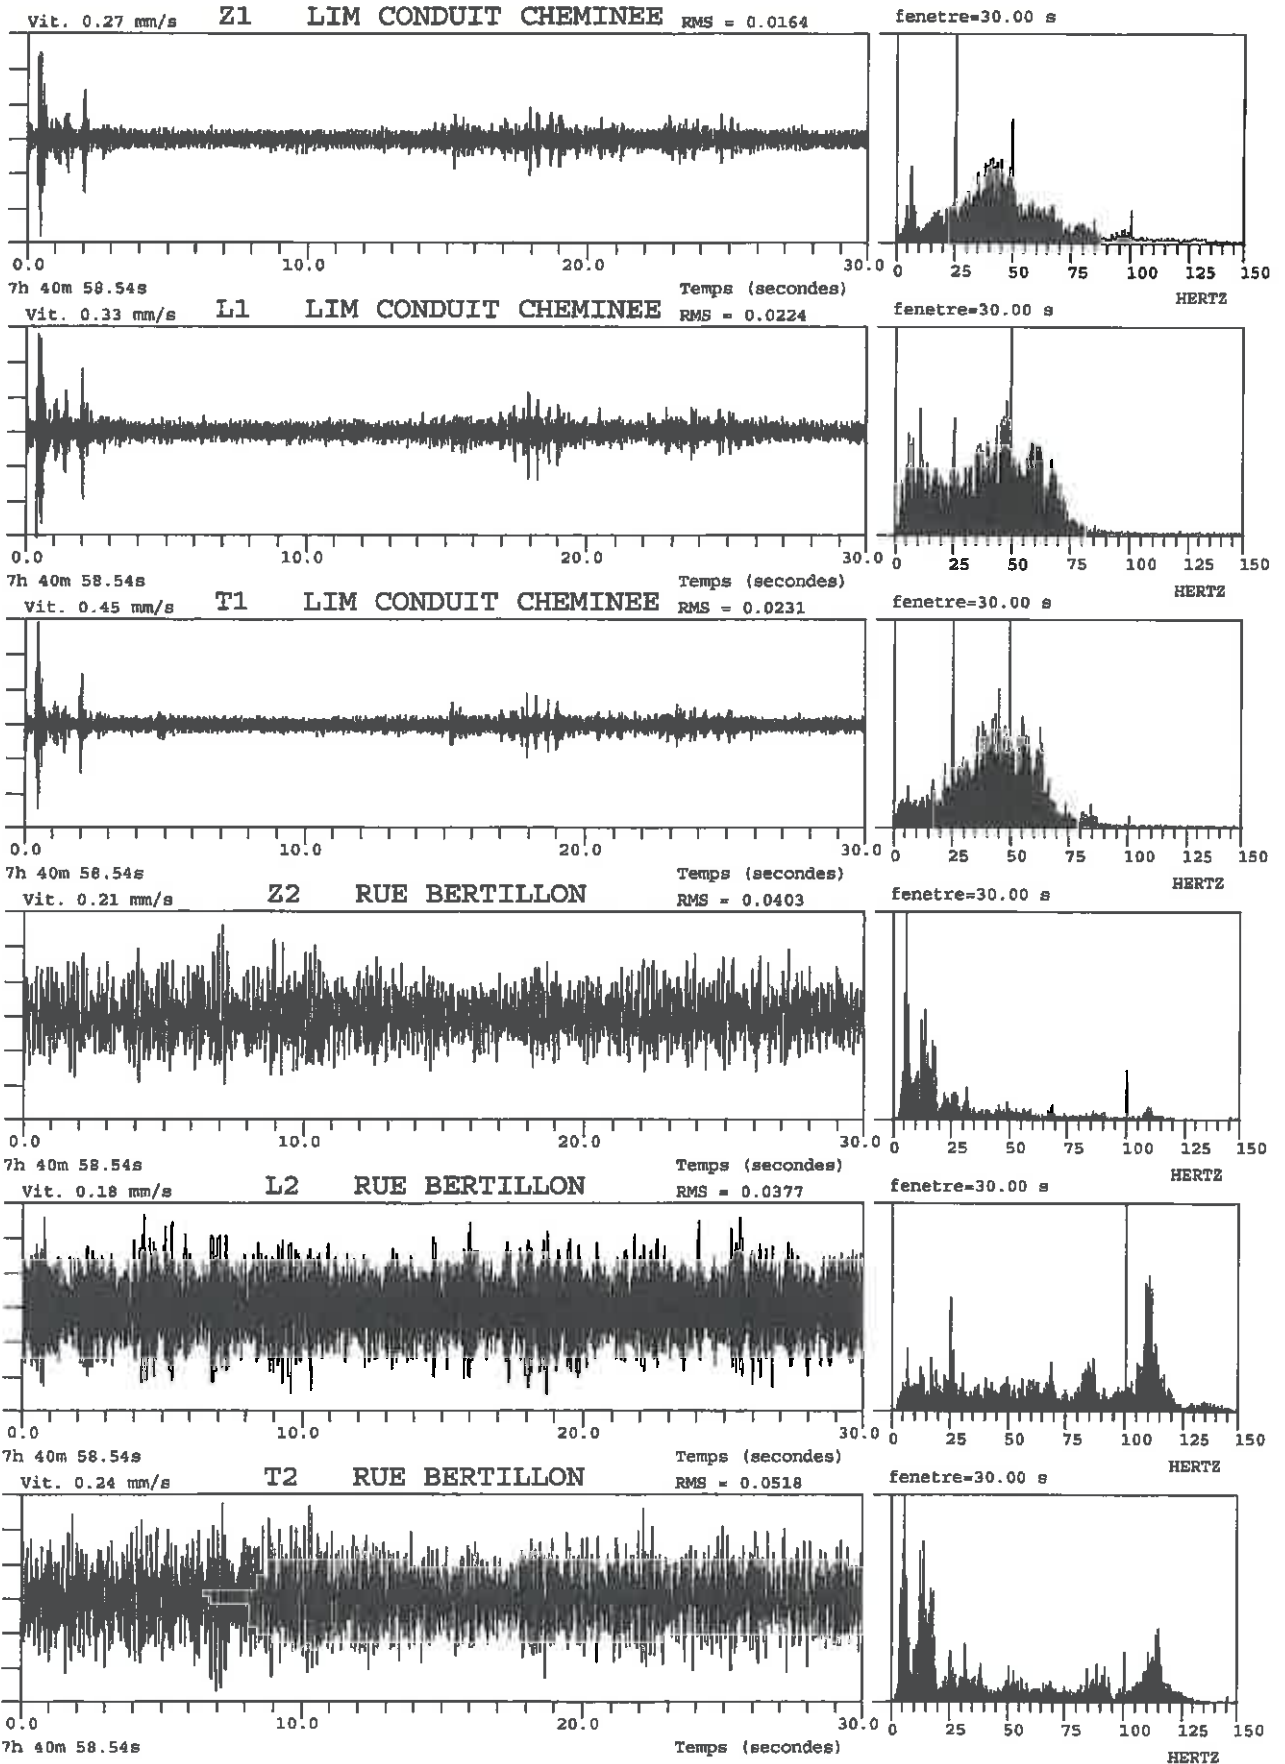 Vit. 0.27 mm/s Z1 LIM CONDUIT CHEMINEE RMS = 0.0164 fenetre=30.00 s
0.0 10.0 20.0 30.0 0 25 50 75 100 125 150
7h 40m 58.54s Temps (secondes) HERTZ
Vit. 0.33 mm/s L1 LIM CONDUIT CHEMINEE RMS = 0.0224 fenetre=30.00 s
0.0 10.0 20.0 30.0 0 25 50 75 100 125 150
7h 40m 58.54s Temps (secondes) HERTZ
Vit. 0.45 mm/s T1 LIM CONDUIT CHEMINEE RMS = 0.0231 fenetre=30.00 s
0.0 10.0 20.0 30.0 0 25 50 75 100 125 150
7h 40m 58.54s Temps (secondes) HERTZ
Vit. 0.21 mm/s Z2 RUE BERTILLON RMS = 0.0403 fenetre=30.00 s
0.0 10.0 20.0 30.0 0 25 50 75 100 125 150
7h 40m 58.54s Temps (secondes) HERTZ
Vit. 0.18 mm/s L2 RUE BERTILLON RMS = 0.0377 fenetre=30.00 s
0.0 10.0 20.0 30.0 0 25 50 75 100 125 150
7h 40m 58.54s Temps (secondes) HERTZ
Vit. 0.24 mm/s T2 RUE BERTILLON RMS = 0.0518 fenetre=30.00 s
0.0 10.0 20.0 30.0 0 25 50 75 100 125 150
7h 40m 58.54s Temps (secondes) HERTZ